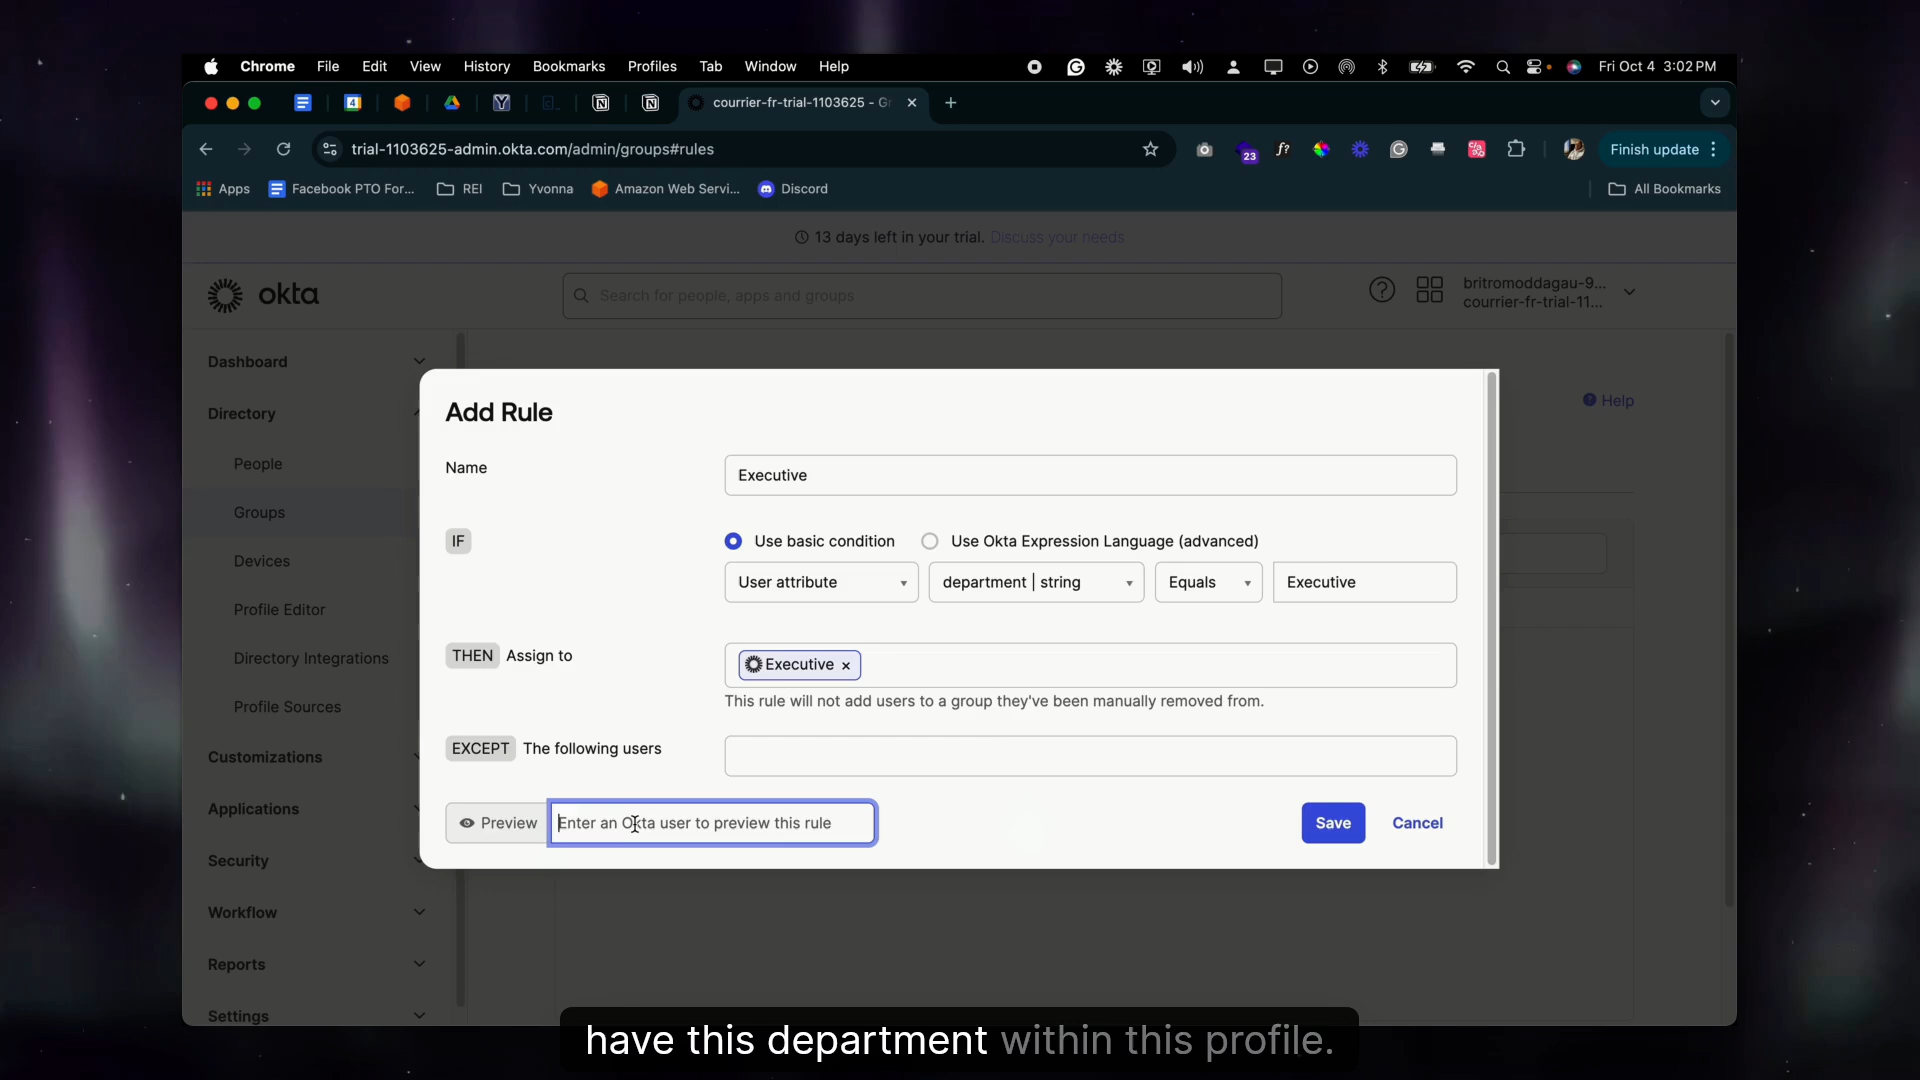 Chrome File Edit View History Bookmarks Profiles Tab Window Help Fri Oct 4 3:02 PM
courrier-fr-trial-1103625 - Gr
trial-1103625-admin.okta.com/admin/groups#rules
23
Finish update
Apps Facebook PTO For... REI Yvonna Amazon Web Servi... Discord All Bookmarks
13 days left in your trial. Discuss your needs
okta
Search for people, apps and groups
britromoddagau-9...
courrier-fr-trial-11...
Dashboard
Directory
People
Groups
Devices
Profile Editor
Directory Integrations
Profile Sources
Customizations
Applications
Security
Workflow
Reports
Settings
Help
Add Rule
Name
Executive
IF
Use basic condition Use Okta Expression Language (advanced)
User attribute department | string Equals Executive
THEN Assign to
Executive ×
This rule will not add users to a group they've been manually removed from.
EXCEPT The following users
Preview Enter an Okta user to preview this rule
Save Cancel
have this department within this profile.